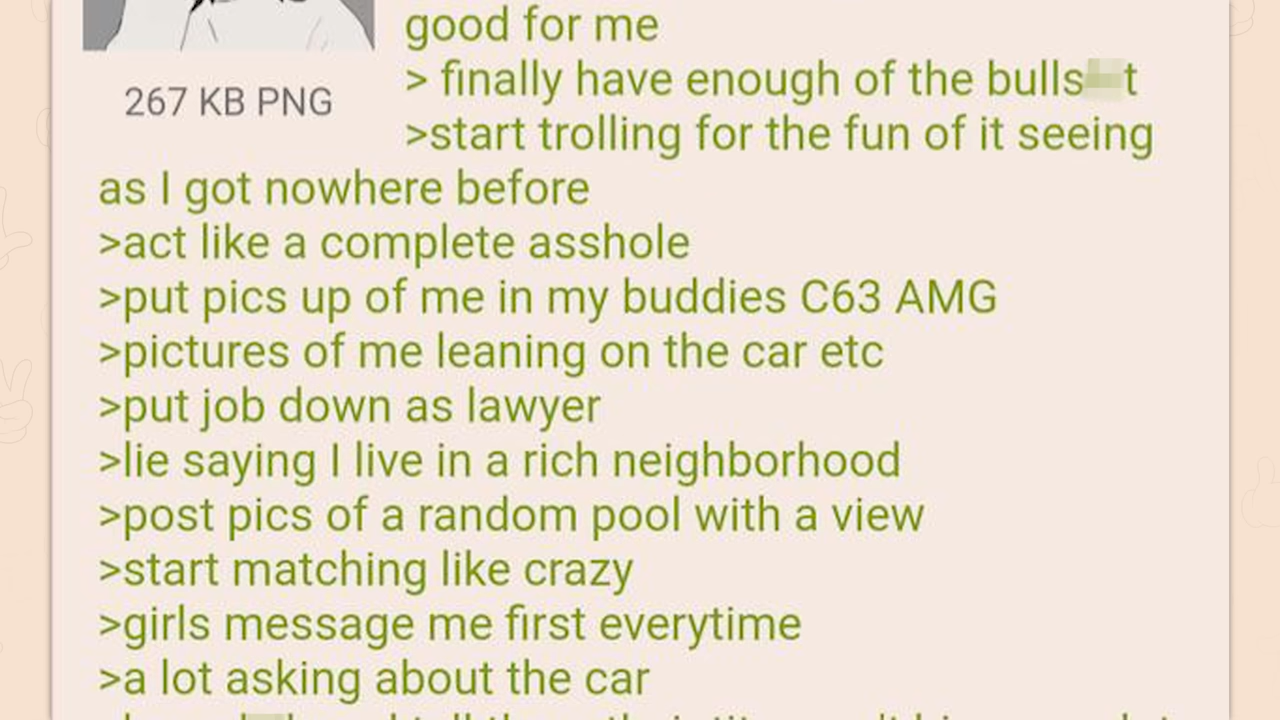 good for me
> finally have enough of the bulls t
267 KB PNG
>start trolling for the fun of it seeing
as I got nowhere before
>act like a complete asshole
>put pics up of me in my buddies C63 AMG
>pictures of me leaning on the car etc
>put job down as lawyer
>lie saying I live in a rich neighborhood
>post pics of a random pool with a view
>start matching like crazy
>girls message me first everytime
>a lot asking about the car